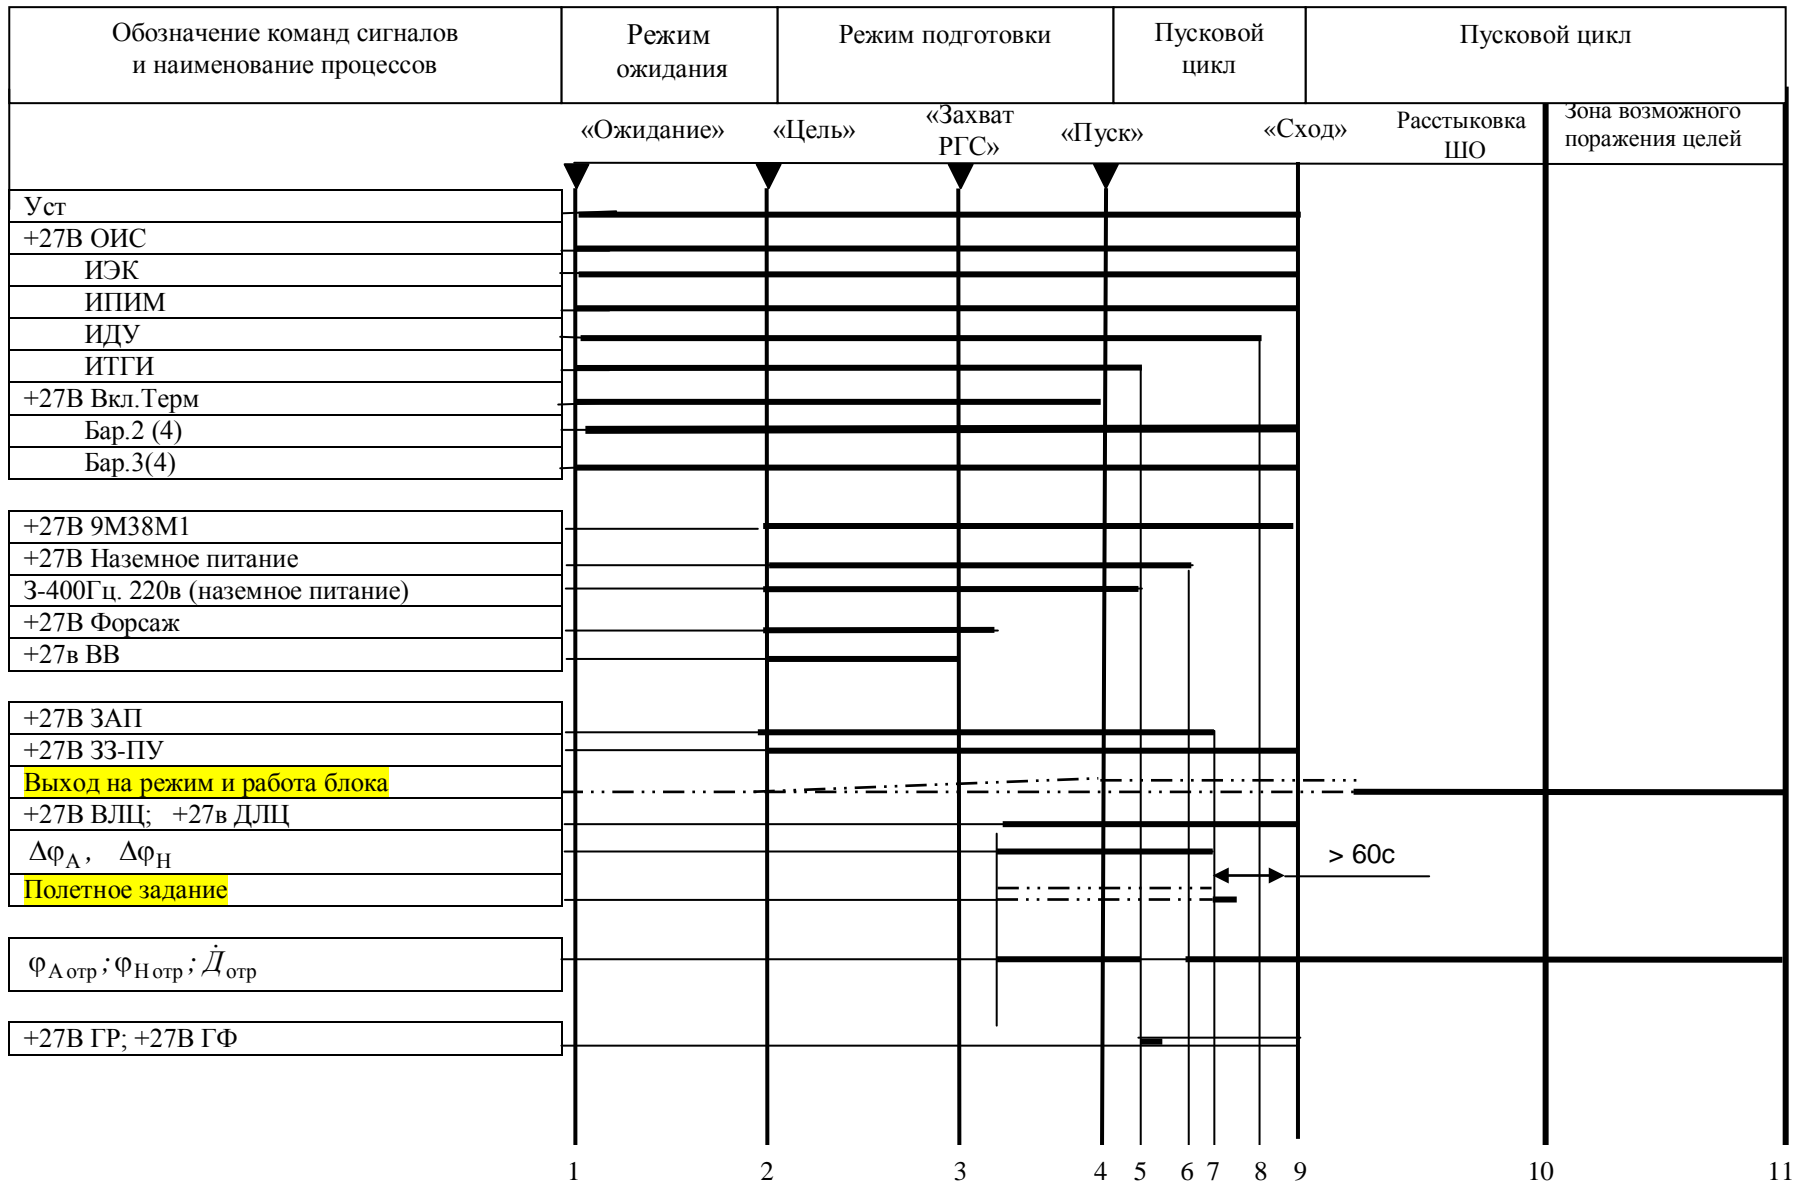 Обозначение команд сигналов
и наименование процессов
Режим
ожидания
Режим подготовки
Пусковой
цикл
Пусковой цикл
«Ожидание»
«Цель»
«Захват
РГС»
«Пуск»
«Сход»
Расстыковка
ШО
Зона возможного
поражения целей
Уст
+27В ОИС
ИЭК
ИПИМ
ИДУ
ИТГИ
+27В Вкл.Терм
Бар.2 (4)
Бар.3(4)
+27В 9М38М1
+27В Наземное питание
3-400Гц. 220в (наземное питание)
+27В Форсаж
+27в ВВ
+27В ЗАП
+27В ЗЗ-ПУ
Выход на режим и работа блока
+27В ВЛЦ; +27в ДЛЦ
Δφ_А , Δφ_Н
> 60с
Полетное задание
φ_А отр ; φ_Н отр ; Д̇_отр
+27В ГР; +27В ГФ
1 2 3 4 5 6 7 8 9 10 11